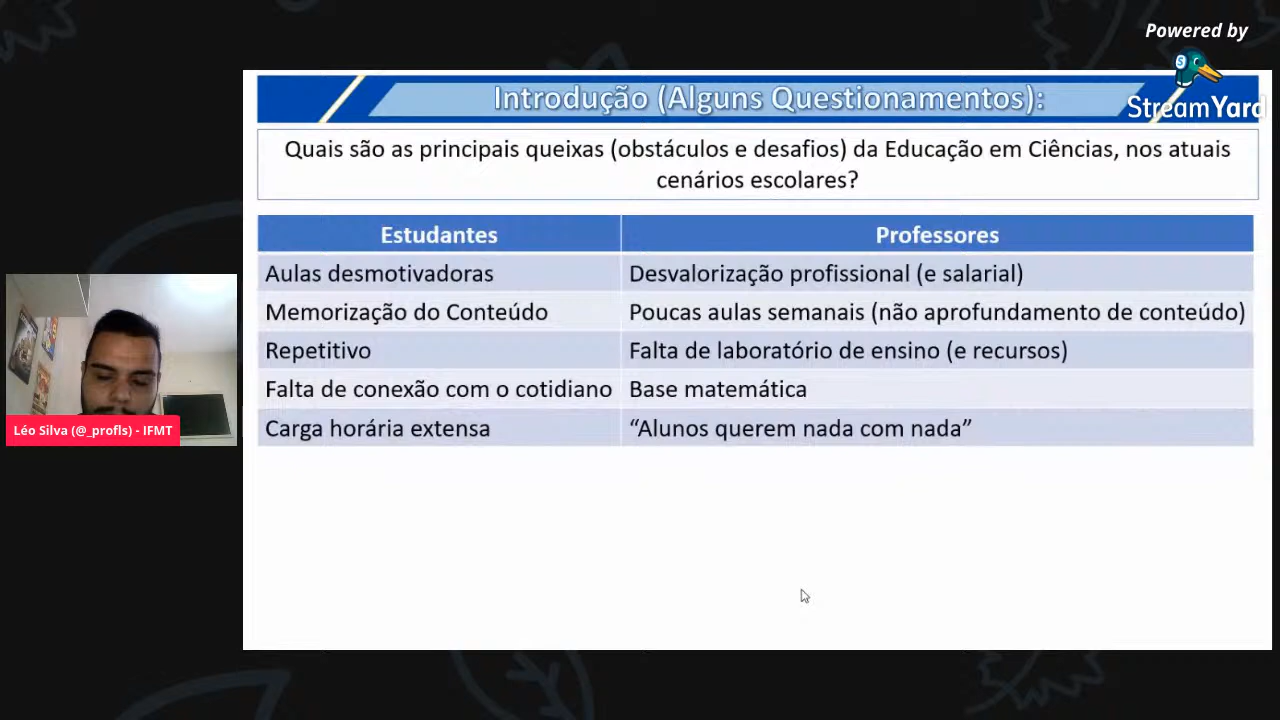 Powered by
StreamYard
Introdução (Alguns Questionamentos):
Quais são as principais queixas (obstáculos e desafios) da Educação em Ciências, nos atuais
cenários escolares?
Estudantes
Professores
Aulas desmotivadoras
Desvalorização profissional (e salarial)
Memorização do Conteúdo
Poucas aulas semanais (não aprofundamento de conteúdo)
Repetitivo
Falta de laboratório de ensino (e recursos)
Falta de conexão com o cotidiano
Base matemática
Carga horária extensa
“Alunos querem nada com nada”
Léo Silva (@_profls) - IFMT